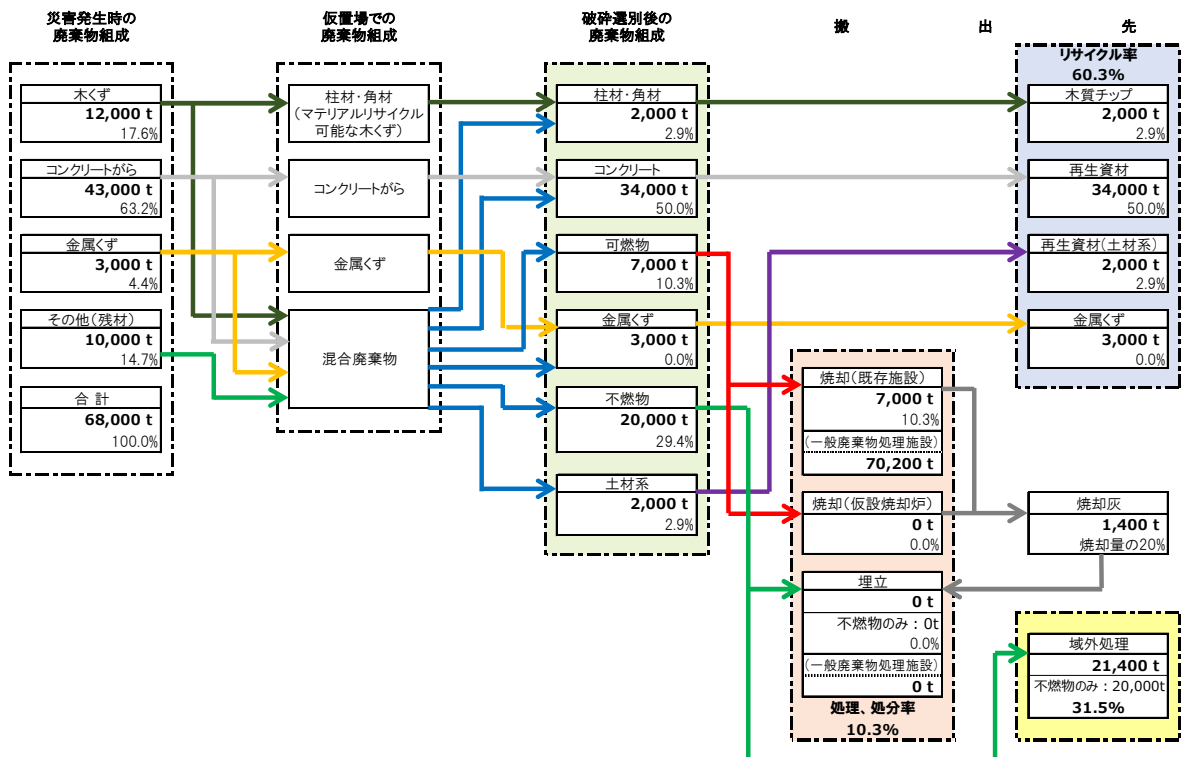 災害発生時の
廃棄物組成
仮置場での
廃棄物組成
破砕選別後の
廃棄物組成
搬 出 先
木くず
12,000 t
17.6%
コンクリートがら
43,000 t
63.2%
金属くず
3,000 t
4.4%
その他(残材)
10,000 t
14.7%
合 計
68,000 t
100.0%
柱材・角材
(マテリアルリサイクル
可能な木くず)
コンクリートがら
金属くず
混合廃棄物
柱材・角材
2,000 t
2.9%
コンクリート
34,000 t
50.0%
可燃物
7,000 t
10.3%
金属くず
3,000 t
0.0%
不燃物
20,000 t
29.4%
土材系
2,000 t
2.9%
焼却(既存施設)
7,000 t
10.3%
(一般廃棄物処理施設)
70,200 t
焼却(仮設焼却炉)
0 t
0.0%
埋立
0 t
不燃物のみ:0t
0.0%
(一般廃棄物処理施設)
0 t
処理、処分率
10.3%
リサイクル率
60.3%
木質チップ
2,000 t
2.9%
再生資材
34,000 t
50.0%
再生資材(土材系)
2,000 t
2.9%
金属くず
3,000 t
0.0%
焼却灰
1,400 t
焼却量の20%
域外処理
21,400 t
不燃物のみ:20,000t
31.5%